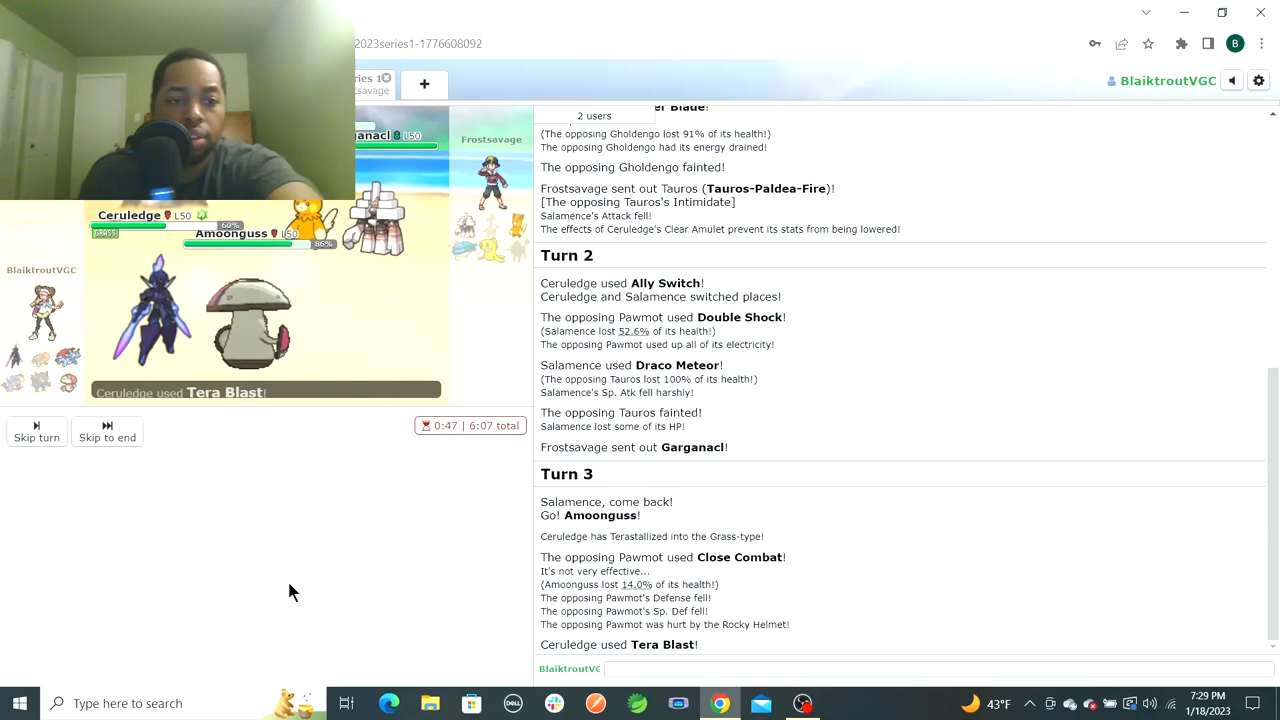 2023series1-1776608092
B
ries 1
tsavage
+
BlaiktroutVGC
2 users
er Blade!
(The opposing Gholdengo lost 91% of its health!)
The opposing Gholdengo had its energy drained!
The opposing Gholdengo fainted!
Frostsavage sent out Tauros (Tauros-Paldea-Fire)!
[The opposing Tauros's Intimidate]
Salamence's Attack fell!
The effects of Ceruledge's Clear Amulet prevent its stats from being lowered!
Turn 2
Ceruledge used Ally Switch!
Ceruledge and Salamence switched places!
The opposing Pawmot used Double Shock!
(Salamence lost 52.6% of its health!)
The opposing Pawmot used up all of its electricity!
Salamence used Draco Meteor!
(The opposing Tauros lost 100% of its health!)
Salamence's Sp. Atk fell harshly!
The opposing Tauros fainted!
Salamence lost some of its HP!
Frostsavage sent out Garganacl!
Turn 3
Salamence, come back!
Go! Amoonguss!
Ceruledge has Terastallized into the Grass-type!
The opposing Pawmot used Close Combat!
It's not very effective...
(Amoonguss lost 14.0% of its health!)
The opposing Pawmot's Defense fell!
The opposing Pawmot's Sp. Def fell!
The opposing Pawmot was hurt by the Rocky Helmet!
Ceruledge used Tera Blast!
BlaiktroutVG
ganacl L50
Frostsavage
Ceruledge L50
60%
GRASS
Amoonguss L50
86%
BlaiktroutVGC
Ceruledge used Tera Blast!
Skip turn
Skip to end
0:47 | 6:07 total
Type here to search
DELL
43°F
7:29 PM
1/18/2023